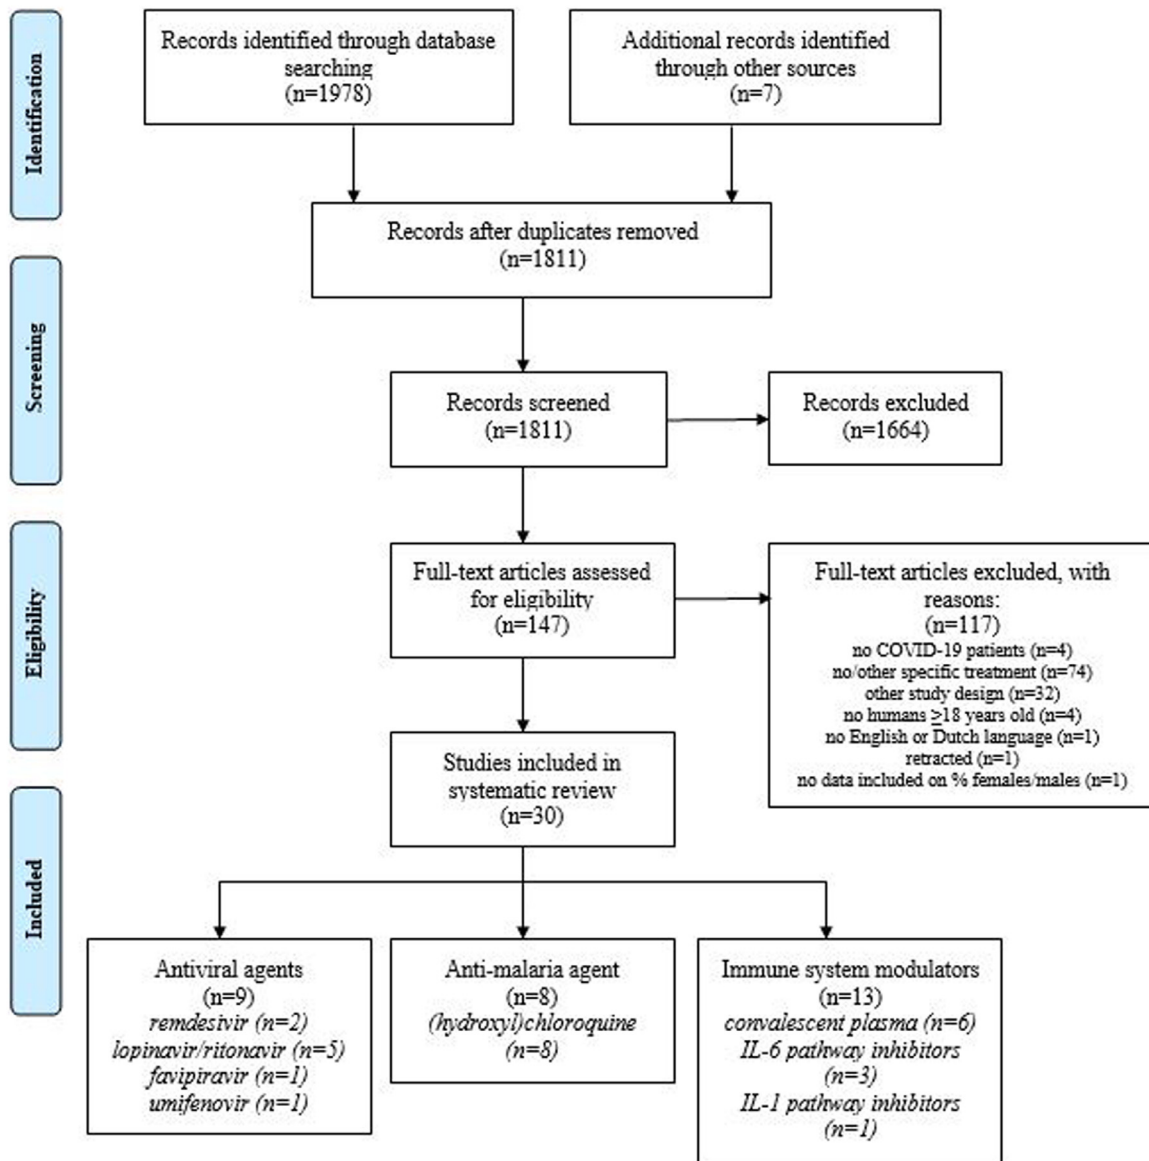 Identification
Records identified through database
searching
(n=1978)
Additional records identified
through other sources
(n=7)
Records after duplicates removed
(n=1811)
Screening
Records screened
(n=1811)
Records excluded
(n=1664)
Eligibility
Full-text articles assessed
for eligibility
(n=147)
Full-text articles excluded, with
reasons:
(n=117)
no COVID-19 patients (n=4)
no/other specific treatment (n=74)
other study design (n=32)
no humans ≥18 years old (n=4)
no English or Dutch language (n=1)
retracted (n=1)
no data included on % females/males (n=1)
Studies included in
systematic review
(n=30)
Included
Antiviral agents
(n=9)
remdesivir (n=2)
lopinavir/ritonavir (n=5)
favipiravir (n=1)
umifenovir (n=1)
Anti-malaria agent
(n=8)
(hydroxyl)chloroquine
(n=8)
Immune system modulators
(n=13)
convalescent plasma (n=6)
IL-6 pathway inhibitors
(n=3)
IL-1 pathway inhibitors
(n=1)